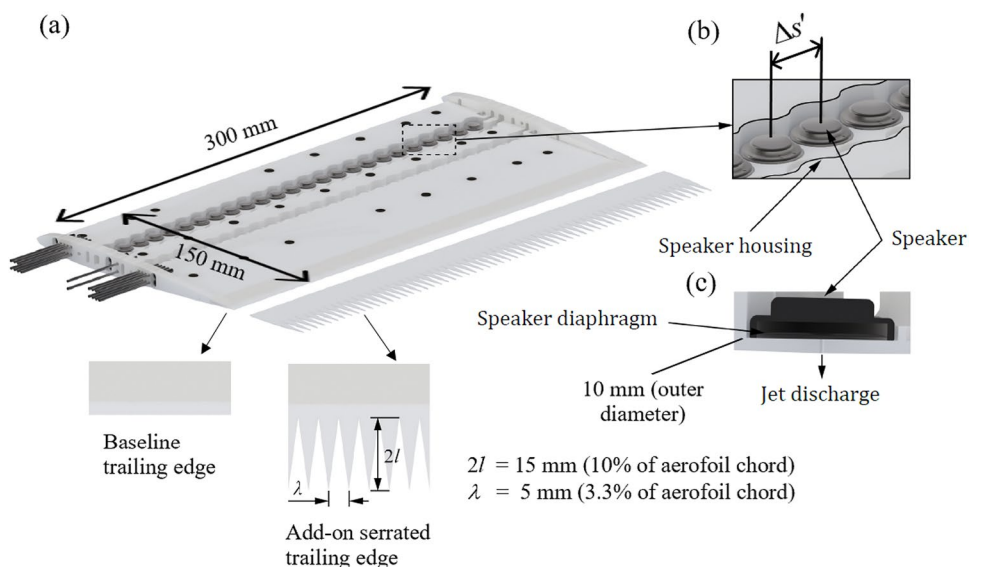 (a)
300 mm
150 mm
(b)
Δs'
Speaker housing
Speaker
(c)
Speaker diaphragm
10 mm (outer
diameter)
Jet discharge
Baseline
trailing edge
2l
λ
Add-on serrated
trailing edge
2l = 15 mm (10% of aerofoil chord)
λ = 5 mm (3.3% of aerofoil chord)